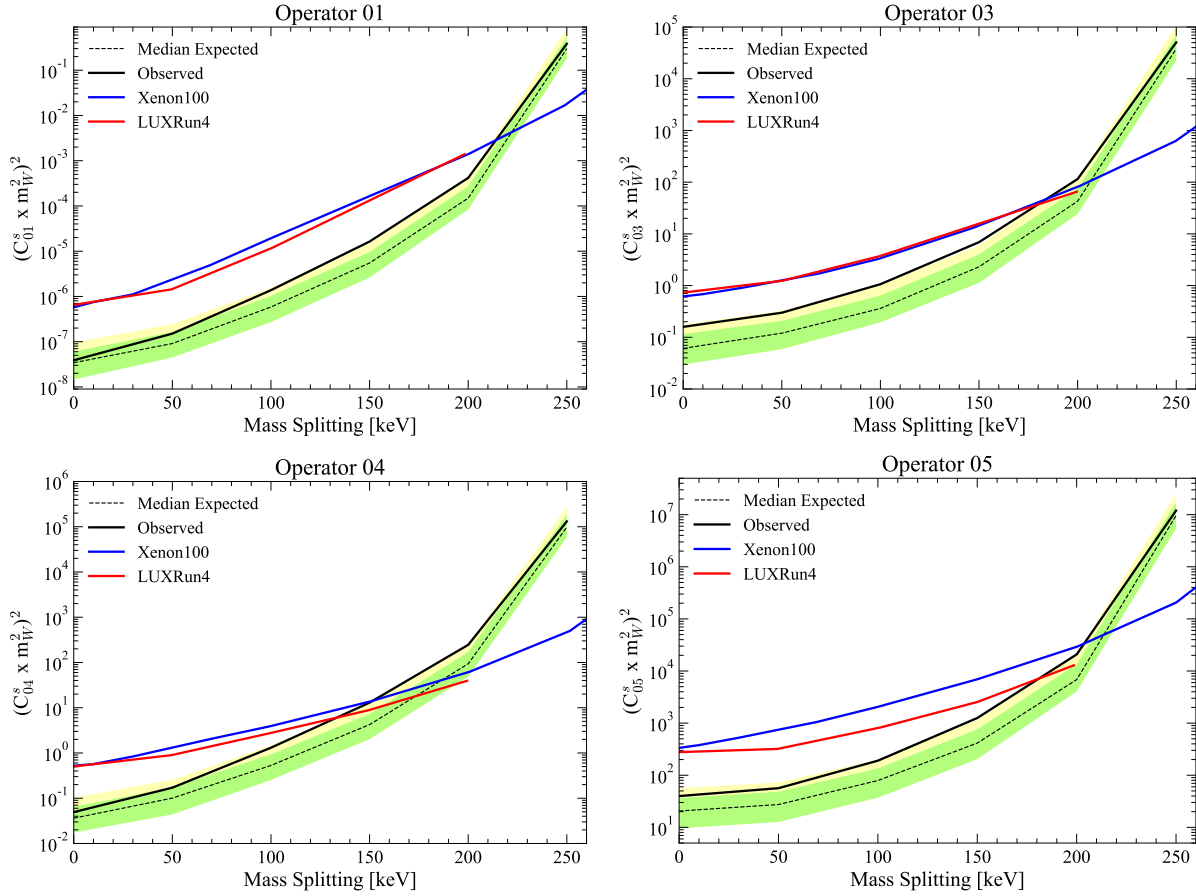 Operator 01
Median Expected
Observed
Xenon100
LUXRun4
(C^s_01 x m^2_W)^2
10^-1
10^-2
10^-3
10^-4
10^-5
10^-6
10^-7
10^-8
0 50 100 150 200 250
Mass Splitting [keV]
Operator 03
Median Expected
Observed
Xenon100
LUXRun4
(C^s_03 x m^2_W)^2
10^5
10^4
10^3
10^2
10^1
10^0
10^-1
10^-2
0 50 100 150 200 250
Mass Splitting [keV]
Operator 04
Median Expected
Observed
Xenon100
LUXRun4
(C^s_04 x m^2_W)^2
10^6
10^5
10^4
10^3
10^2
10^1
10^0
10^-1
10^-2
0 50 100 150 200 250
Mass Splitting [keV]
Operator 05
Median Expected
Observed
Xenon100
LUXRun4
(C^s_05 x m^2_W)^2
10^7
10^6
10^5
10^4
10^3
10^2
10^1
0 50 100 150 200 250
Mass Splitting [keV]